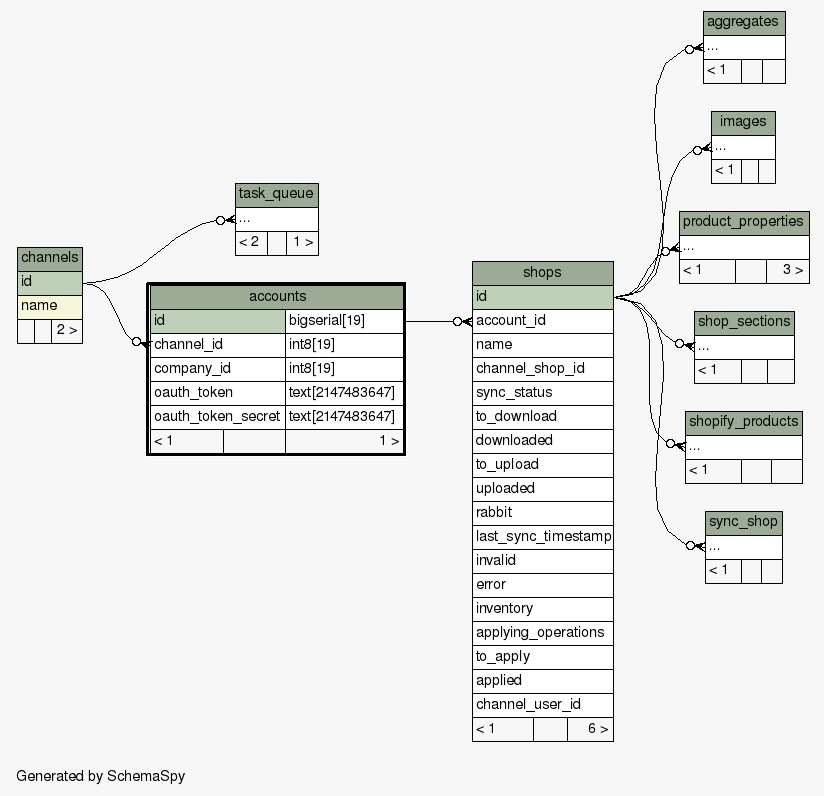 channels
id
name
2 >
task_queue
...
< 2 1 >
accounts
id bigserial[19]
channel_id int8[19]
company_id int8[19]
oauth_token text[2147483647]
oauth_token_secret text[2147483647]
< 1 1 >
shops
id
account_id
name
channel_shop_id
sync_status
to_download
downloaded
to_upload
uploaded
rabbit
last_sync_timestamp
invalid
error
inventory
applying_operations
to_apply
applied
channel_user_id
< 1 6 >
aggregates
...
< 1
images
...
< 1
product_properties
...
< 1 3 >
shop_sections
...
< 1
shopify_products
...
< 1
sync_shop
...
< 1
Generated by SchemaSpy